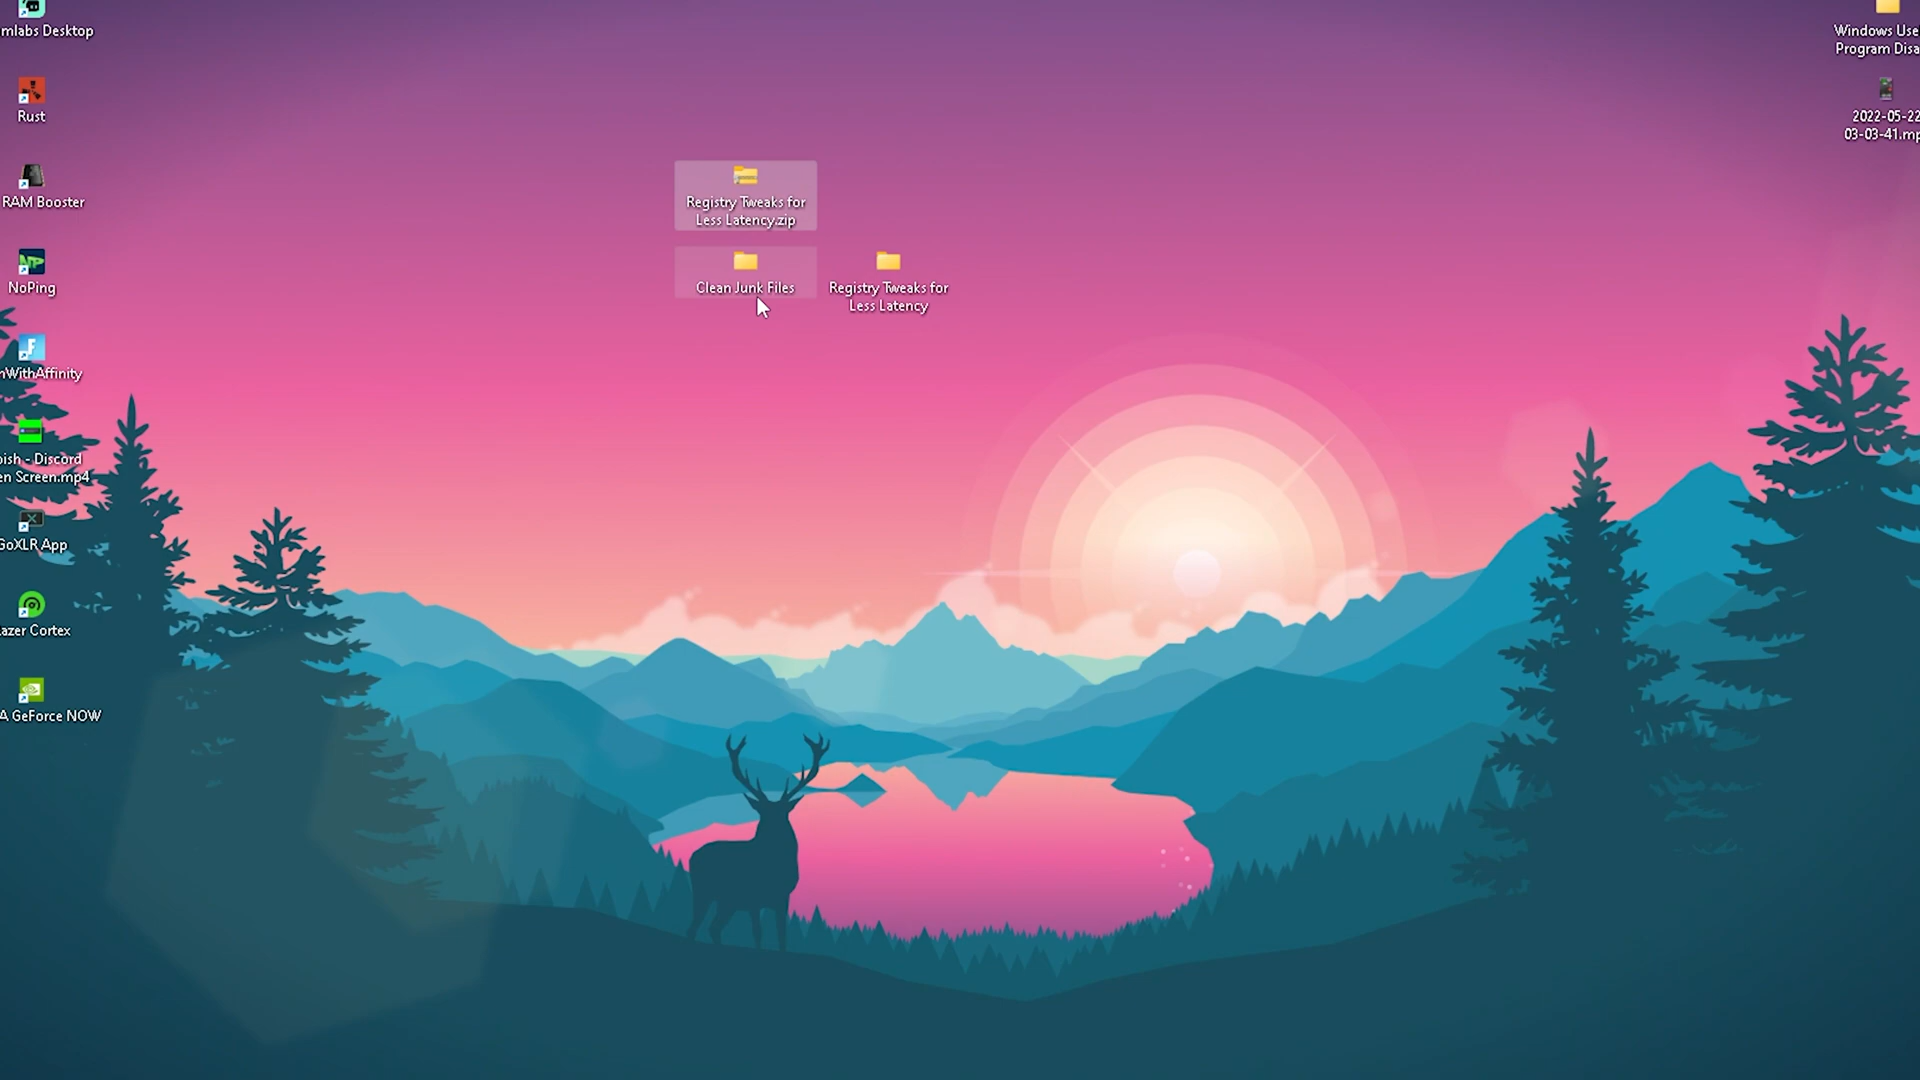 mlabs Desktop
Rust
RAM Booster
NoPing
nWithAffinity
oish - Discord
en Screen.mp4
GoXLR App
azer Cortex
A GeForce NOW
Registry Tweaks for
Less Latency.zip
Clean Junk Files
Registry Tweaks for
Less Latency
Windows Use
Program Disa
2022-05-22
03-03-41.mp